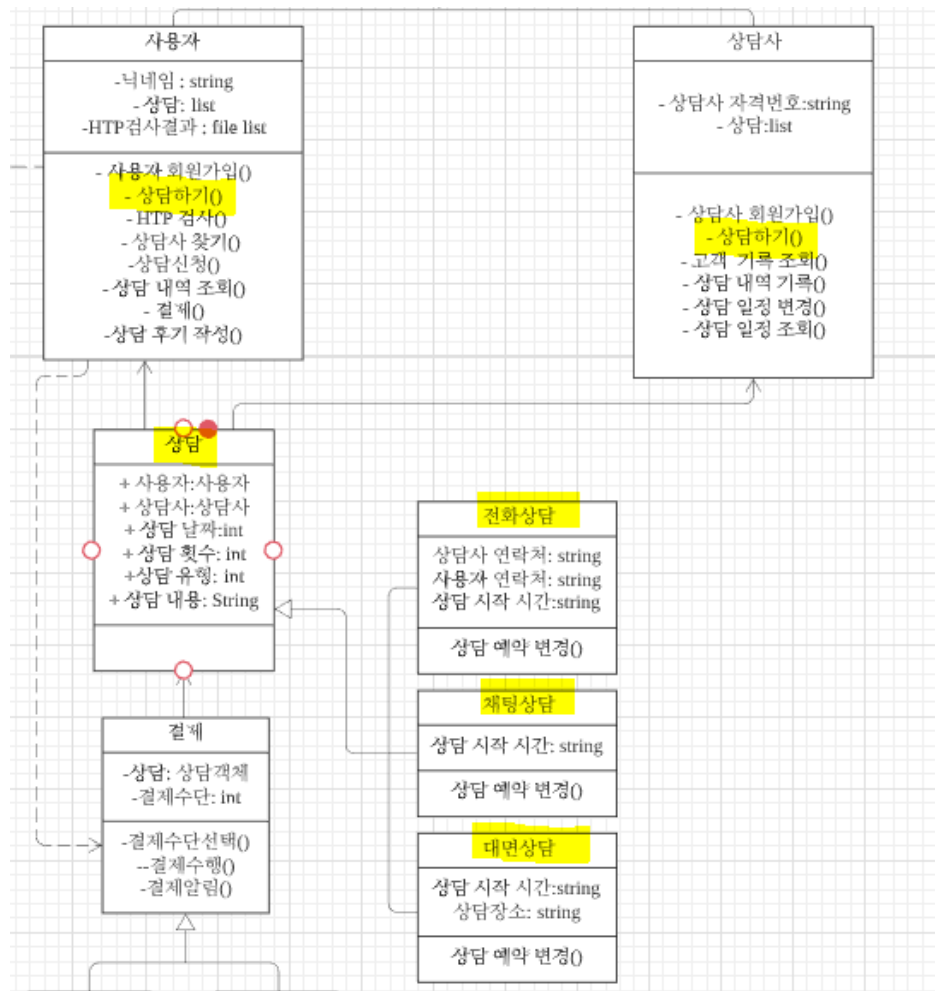 사용자
-닉네임 : string
- 상담: list
-HTP검사결과 : file list
- 사용자 회원가입()
- 상담하기()
- HTP 검사()
- 상담사 찾기()
-상담신청()
- 상담 내역 조회()
- 결제()
-상담 후기 작성()
상담사
- 상담사 자격번호:string
- 상담:list
- 상담사 회원가입()
- 상담하기()
- 고객 기록 조회()
- 상담 내역 기록()
- 상담 일정 변경()
- 상담 일정 조회()
상담
+ 사용자:사용자
+ 상담사:상담사
+ 상담 날짜:int
+ 상담 횟수: int
+상담 유형: int
+ 상담 내용: String
전화상담
상담사 연락처: string
사용자 연락처: string
상담 시작 시간:string
상담 예약 변경()
채팅상담
상담 시작 시간: string
상담 예약 변경()
대면상담
상담 시작 시간:string
상담장소: string
상담 예약 변경()
결제
-상담: 상담객체
-결제수단: int
-결제수단선택()
--결제수행()
-결제알림()